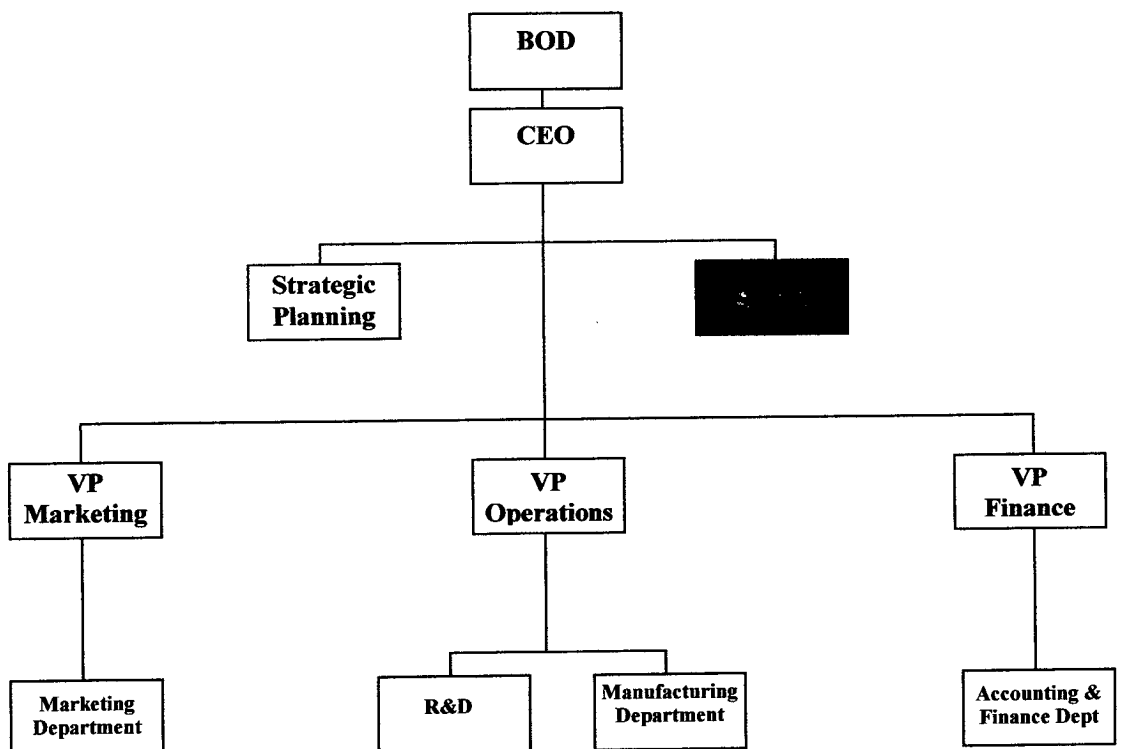 BOD
CEO
Strategic
Planning
VP
Marketing
VP
Operations
VP
Finance
Marketing
Department
R&D
Manufacturing
Department
Accounting &
Finance Dept